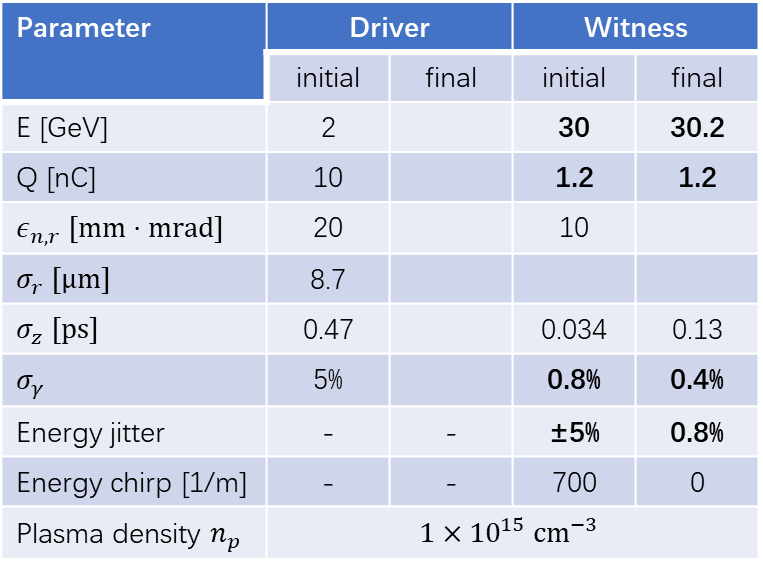 Parameter Driver Witness
initial final initial final
E [GeV] 2 30 30.2
Q [nC] 10 1.2 1.2
ϵn,r [mm · mrad] 20 10
σr [μm] 8.7
σz [ps] 0.47 0.034 0.13
σγ 5% 0.8% 0.4%
Energy jitter - - ±5% 0.8%
Energy chirp [1/m] - - 700 0
Plasma density np 1 × 10¹⁵ cm⁻³